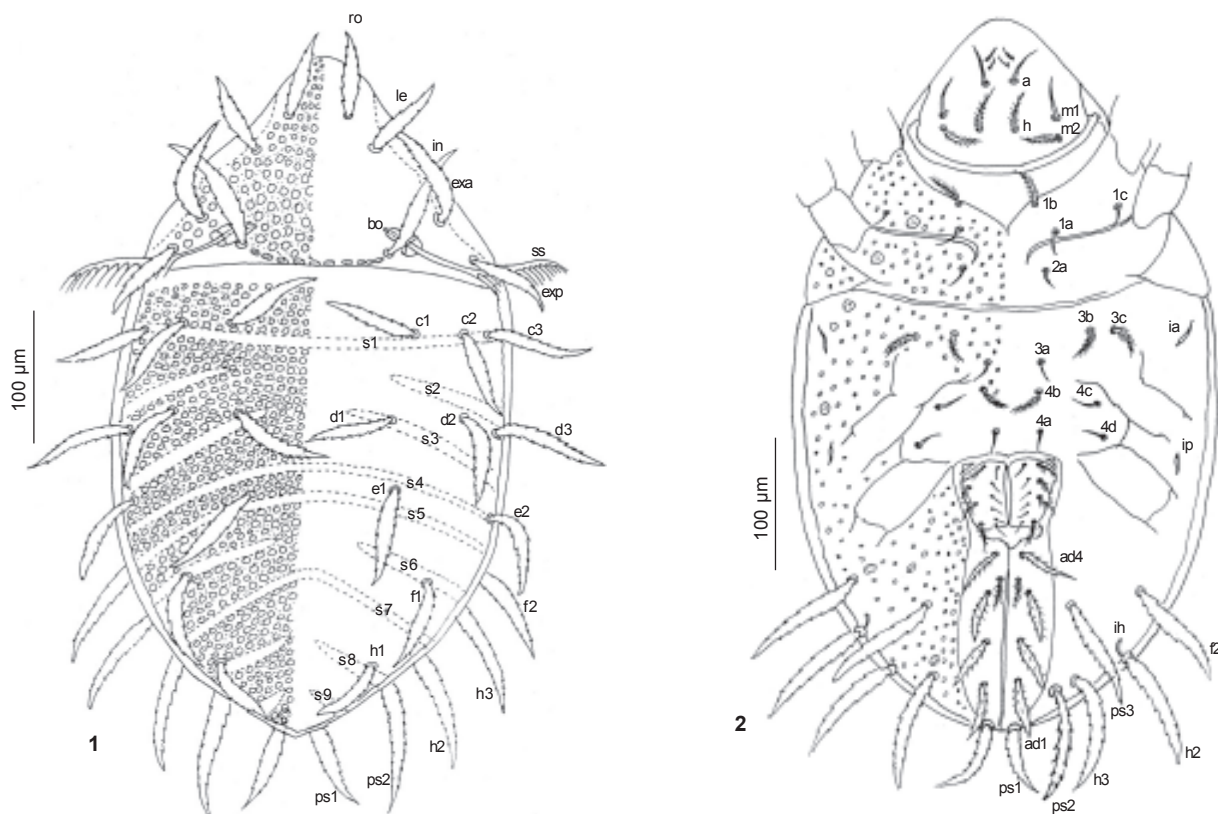 ro
le
in
exa
bo
ss
exp
c1
c2
c3
s1
s2
d1
d2
d3
s3
s4
e1
e2
s5
s6
f1
f2
s7
h1
s8
s9
h3
h2
ps2
ps1
100 µm
1
a
m1
h
m2
1b
1c
1a
2a
3b
3c
ia
3a
4b
4c
4a
4d
ip
ad4
ih
f2
ps3
h2
ad1
h3
ps1
ps2
100 µm
2